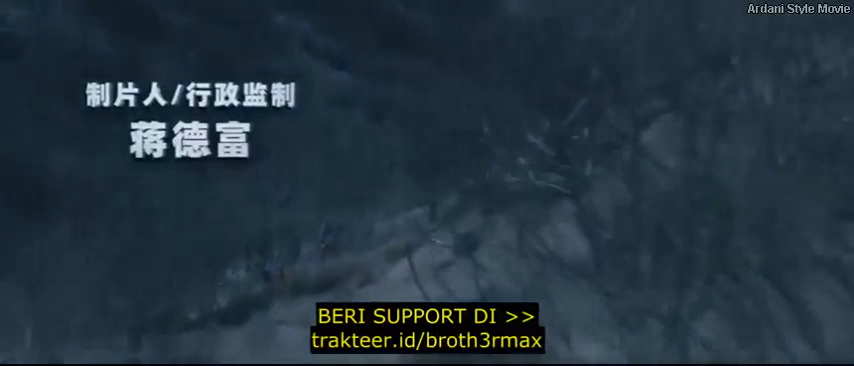 Ardani Style Movie
制片人/行政监制
蒋德富
BERI SUPPORT DI >>
trakteer.id/broth3rmax